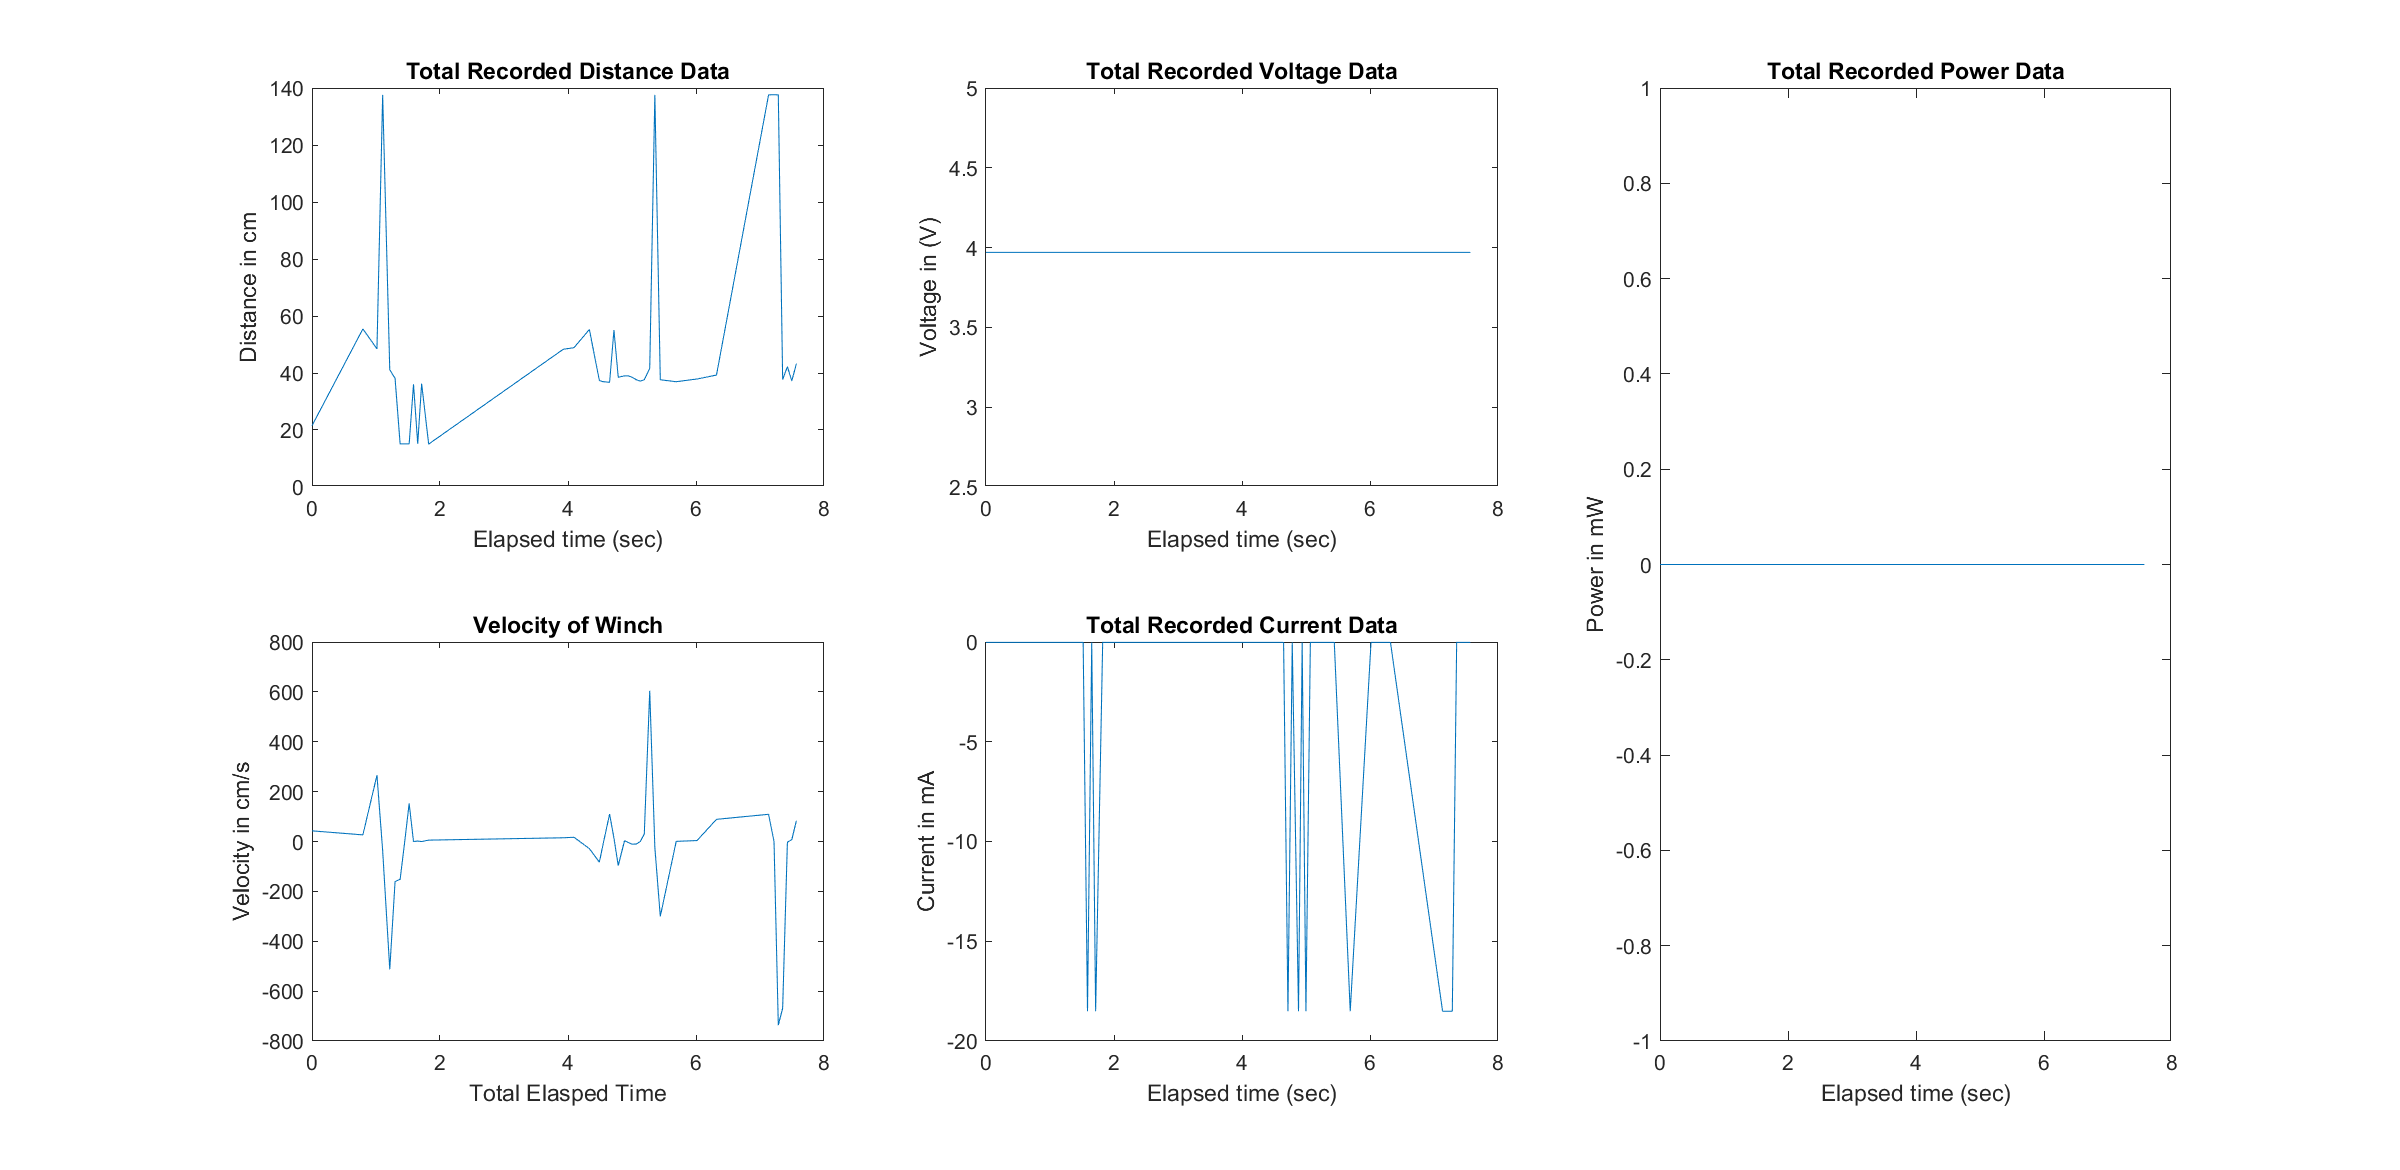 Total Recorded Distance Data
140
120
100
80
60
40
20
0
Distance in cm
0 2 4 6 8
Elapsed time (sec)
Total Recorded Voltage Data
5
4.5
4
3.5
3
2.5
Voltage in (V)
0 2 4 6 8
Elapsed time (sec)
Total Recorded Power Data
1
0.8
0.6
0.4
0.2
0
-0.2
-0.4
-0.6
-0.8
-1
Power in mW
0 2 4 6 8
Elapsed time (sec)
Velocity of Winch
800
600
400
200
0
-200
-400
-600
-800
Velocity in cm/s
0 2 4 6 8
Total Elasped Time
Total Recorded Current Data
0
-5
-10
-15
-20
Current in mA
0 2 4 6 8
Elapsed time (sec)